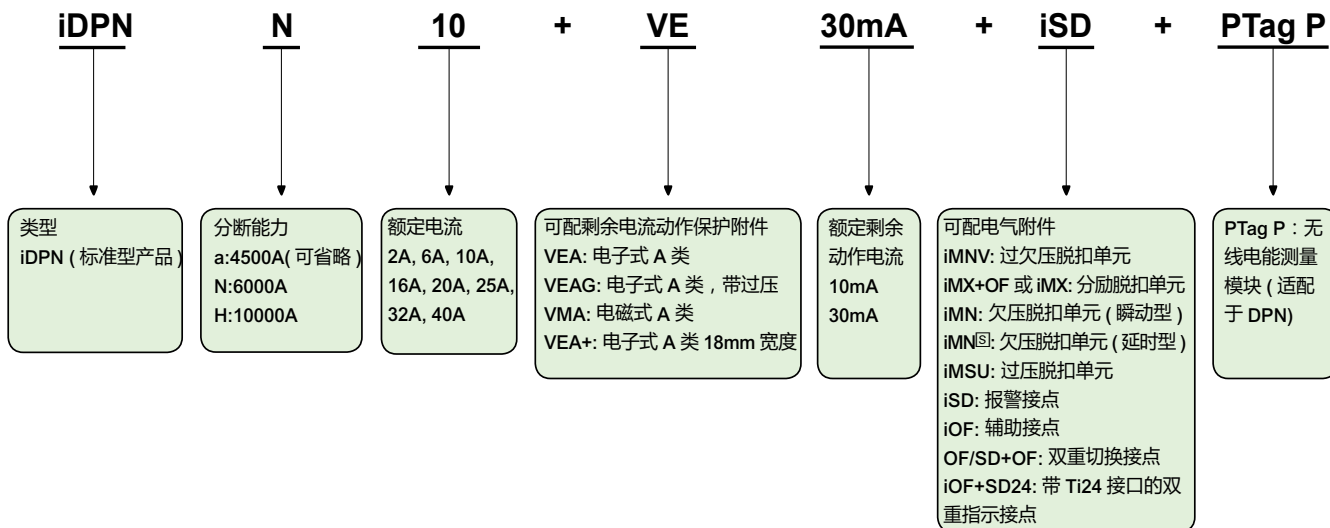 iDPN N 10 + VE 30mA + iSD + PTag P
类型
iDPN ( 标准型产品 )
分断能力
a:4500A( 可省略 )
N:6000A
H:10000A
额定电流
2A, 6A, 10A,
16A, 20A, 25A,
32A, 40A
可配剩余电流动作保护附件
VEA: 电子式 A 类
VEAG: 电子式 A 类 , 带过压
VMA: 电磁式 A 类
VEA+: 电子式 A 类 18mm 宽度
额定剩余
动作电流
10mA
30mA
可配电气附件
iMNV: 过欠压脱扣单元
iMX+OF 或 iMX: 分励脱扣单元
iMN: 欠压脱扣单元 ( 瞬动型 )
iMN🅂: 欠压脱扣单元 ( 延时型 )
iMSU: 过压脱扣单元
iSD: 报警接点
iOF: 辅助接点
OF/SD+OF: 双重切换接点
iOF+SD24: 带 Ti24 接口的双
重指示接点
PTag P : 无
线电能测量
模块 ( 适配
于 DPN)